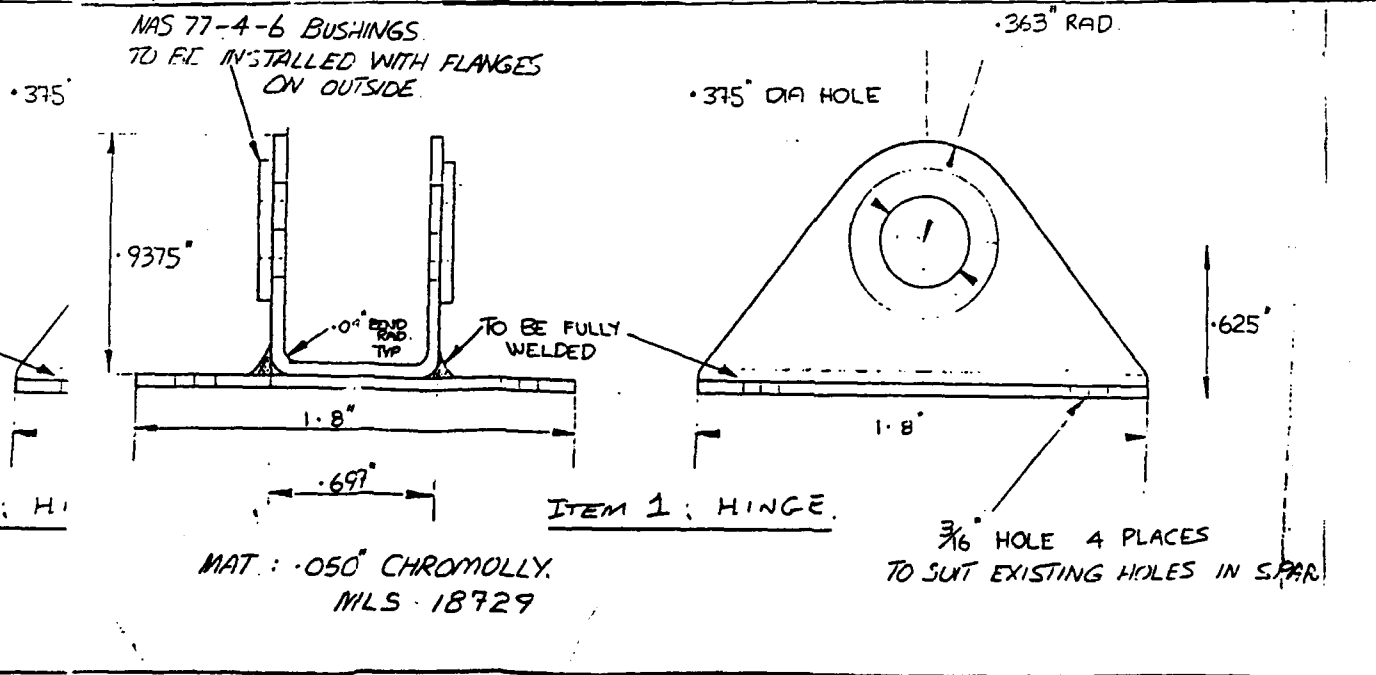 NAS 77-4-6 BUSHINGS.
TO BE INSTALLED WITH FLANGES
ON OUTSIDE.
.363" RAD.
.375"
.375" DIA HOLE
.9375"
BEND
RAD.
TYP
TO BE FULLY
WELDED
.625"
1.8"
1.8"
.697"
: HI
ITEM 1 : HINGE.
3/16" HOLE 4 PLACES
TO SUIT EXISTING HOLES IN SPAR
MAT. : .050" CHROMOLLY.
MLS. 18729